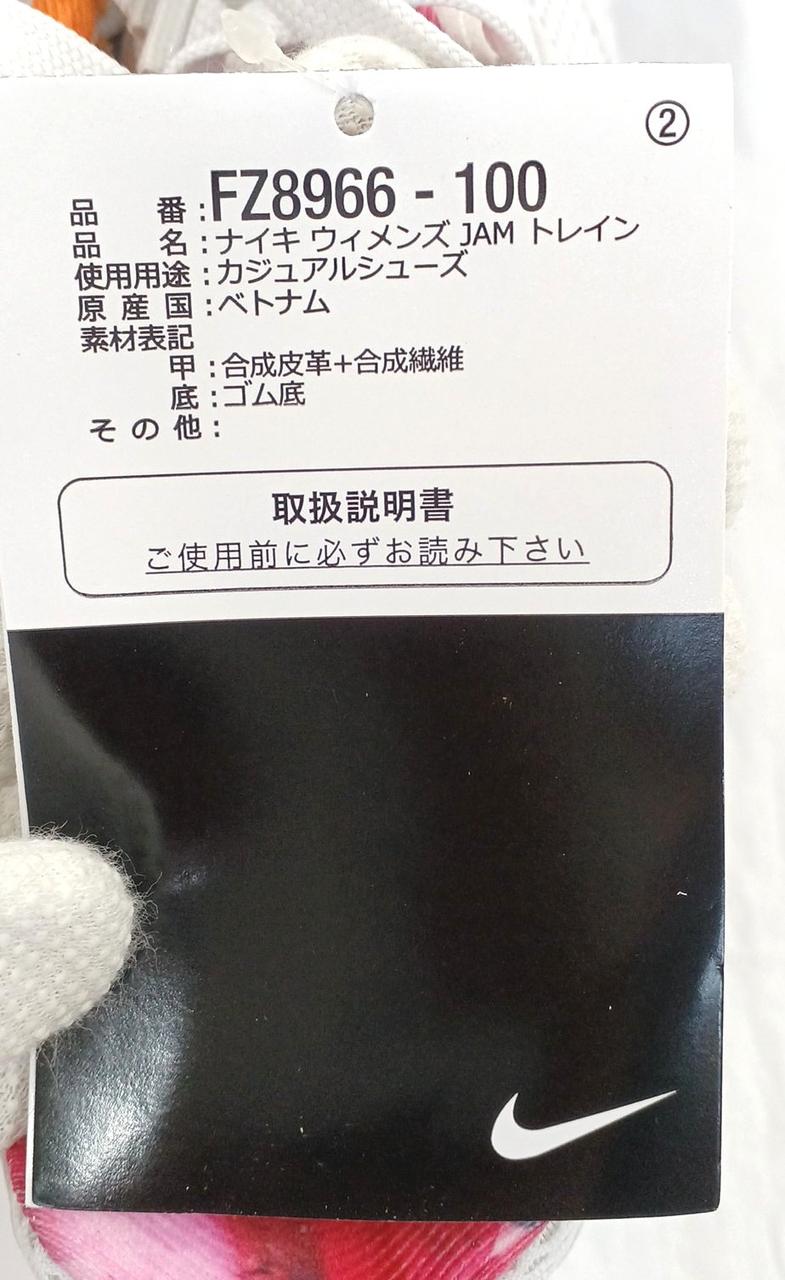 ②
品番:FZ8966 - 100
品名:ナイキ ウィメンズ JAM トレイン
使用用途:カジュアルシューズ
原産国:ベトナム
素材表記
甲:合成皮革+合成繊維
底:ゴム底
その他:
取扱説明書
ご使用前に必ずお読み下さい